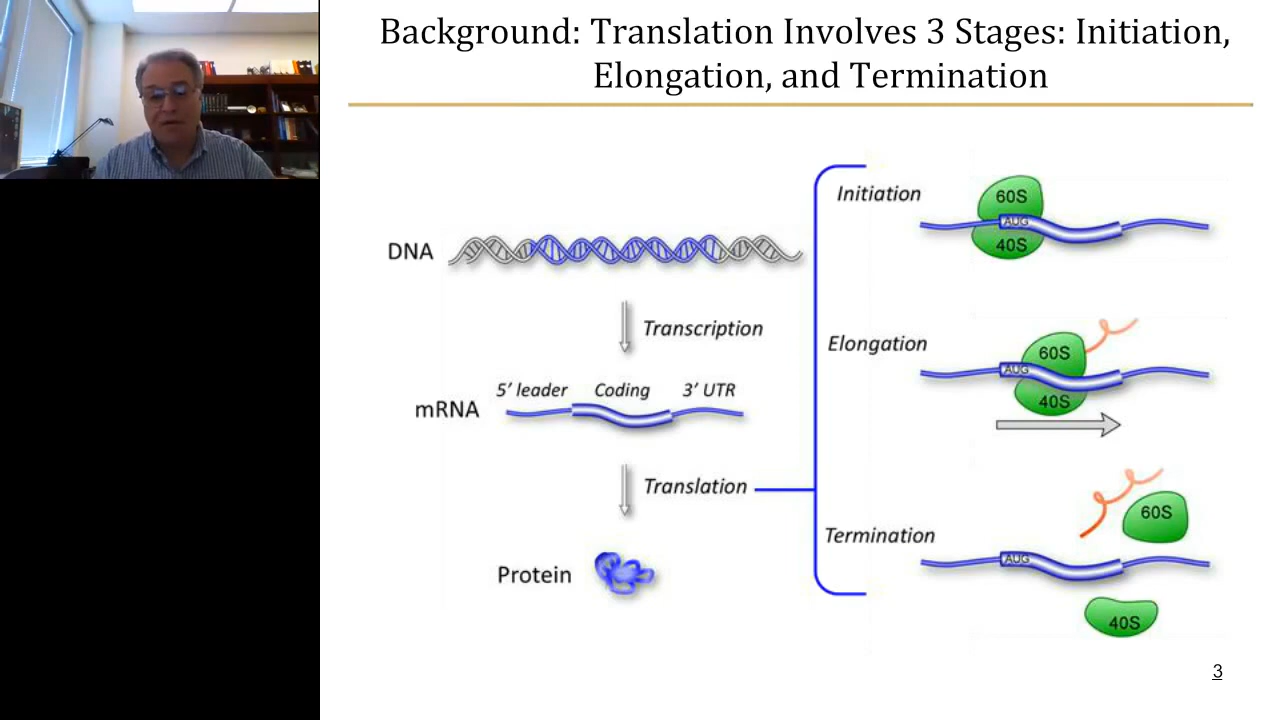 Background: Translation Involves 3 Stages: Initiation,
Elongation, and Termination
DNA
Transcription
5’ leader Coding 3’ UTR
mRNA
Translation
Protein
Initiation
60S
AUG
40S
Elongation
60S
AUG
40S
Termination
60S
AUG
40S
3